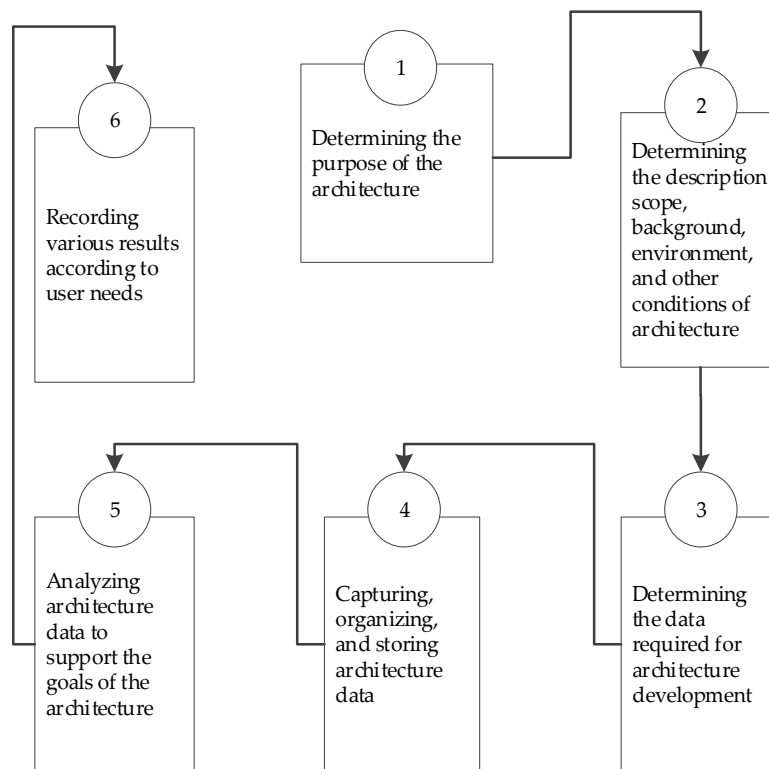 1
Determining the
purpose of the
architecture
2
Determining
the description
scope,
background,
environment,
and other
conditions of
architecture
3
Determining
the data
required for
architecture
development
4
Capturing,
organizing,
and storing
architecture
data
5
Analyzing
architecture
data to
support the
goals of the
architecture
6
Recording
various results
according to
user needs